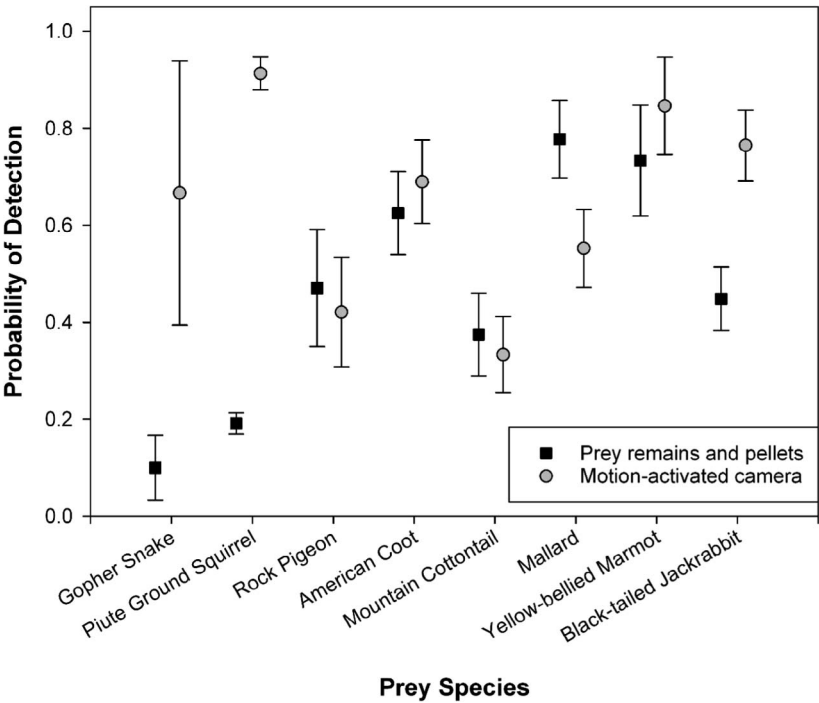 Probability of Detection
1.0
0.8
0.6
0.4
0.2
0.0
Prey remains and pellets
Motion-activated camera
Gopher Snake
Piute Ground Squirrel
Rock Pigeon
American Coot
Mountain Cottontail
Mallard
Yellow-bellied Marmot
Black-tailed Jackrabbit
Prey Species